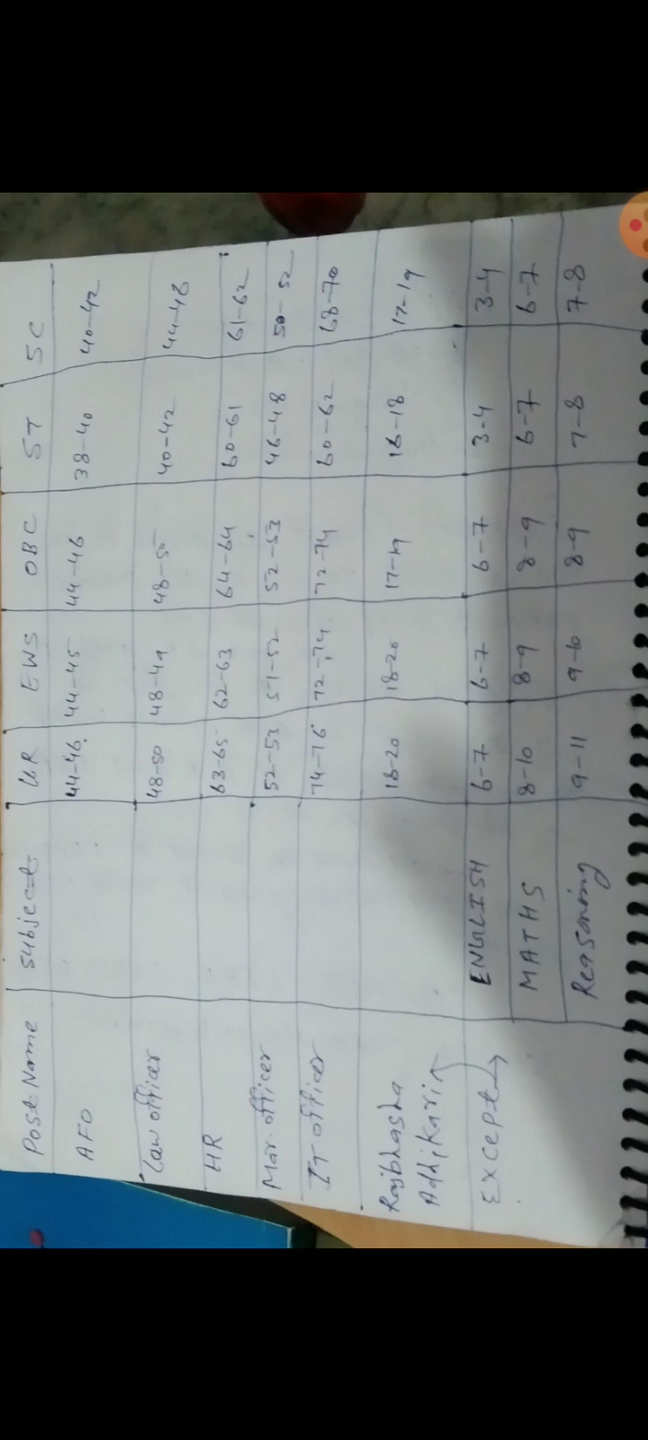 Post Name Subject UR EWS OBC ST SC
AFO 44-46 44-45 44-46 38-40 40-42
Law officer 48-50 48-49 48-50 40-42 44-46
HR 63-65 62-63 64-64 60-61 61-62
Mar. officer 52-53 51-52 52-53 46-48 50-52
IT officer 74-76 72-74 72-74 60-62 68-70
Rajbhasha 18-20 18-20 17-19 16-18 17-19
Adhikari
Except ENGLISH 6-7 6-7 6-7 3-4 3-4
MATHS 8-10 8-9 8-9 6-7 6-7
Reasoning 9-11 9-10 8-9 7-8 7-8